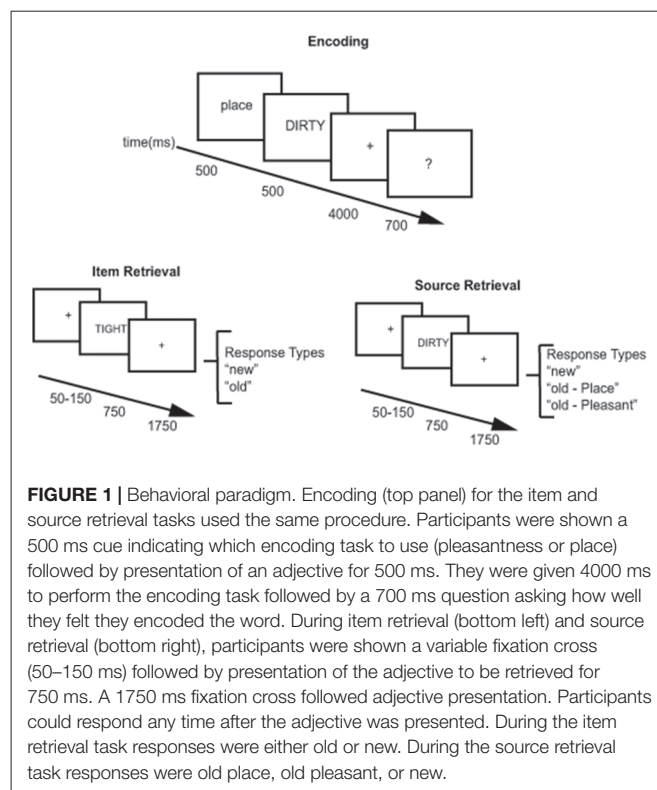 Encoding
place
DIRTY
+
?
time(ms)
500
500
4000
700
Item Retrieval
+
TIGHT
+
Response Types
"new"
"old"
50-150
750
1750
Source Retrieval
+
DIRTY
+
Response Types
"new"
"old - Place"
"old - Pleasant"
50-150
750
1750
FIGURE 1 | Behavioral paradigm. Encoding (top panel) for the item and
source retrieval tasks used the same procedure. Participants were shown a
500 ms cue indicating which encoding task to use (pleasantness or place)
followed by presentation of an adjective for 500 ms. They were given 4000 ms
to perform the encoding task followed by a 700 ms question asking how well
they felt they encoded the word. During item retrieval (bottom left) and source
retrieval (bottom right), participants were shown a variable fixation cross
(50–150 ms) followed by presentation of the adjective to be retrieved for
750 ms. A 1750 ms fixation cross followed adjective presentation. Participants
could respond any time after the adjective was presented. During the item
retrieval task responses were either old or new. During the source retrieval
task responses were old place, old pleasant, or new.